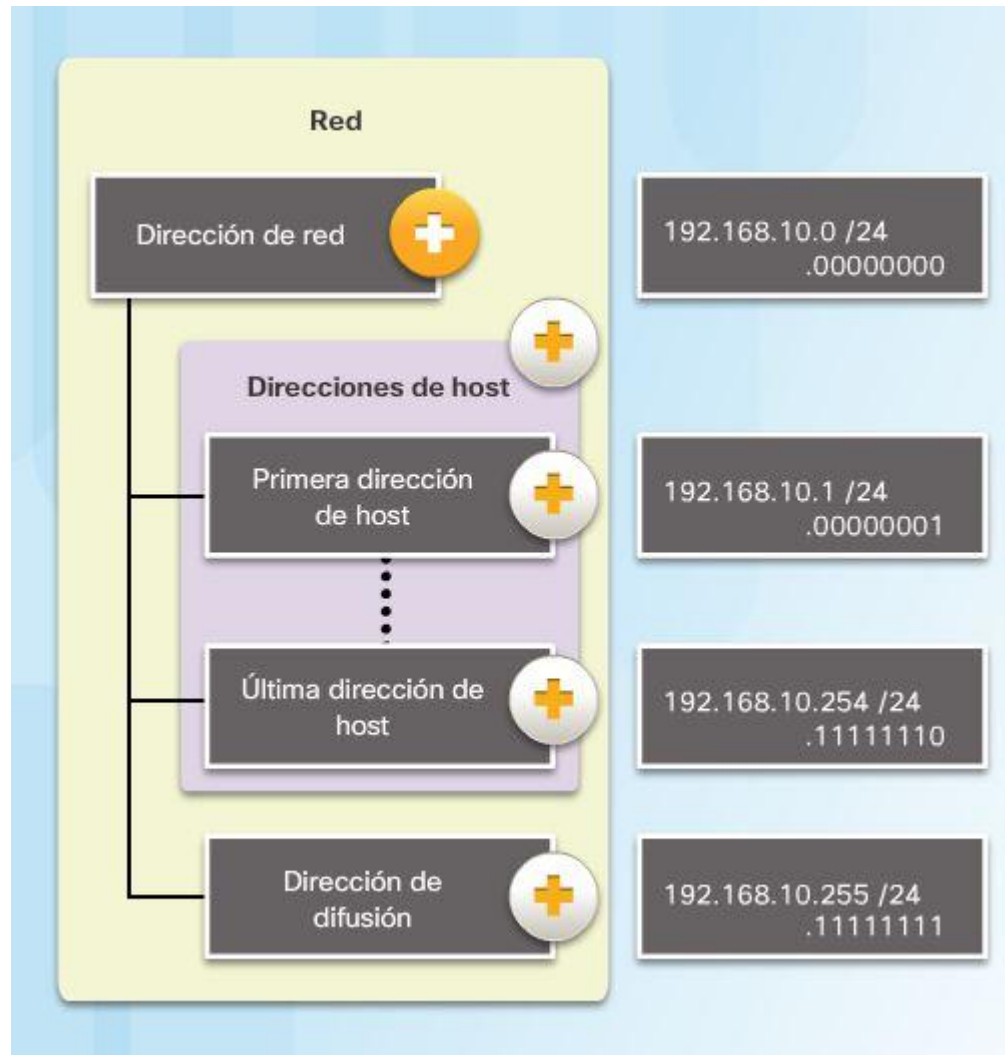 Red
Dirección de red
192.168.10.0 /24
.00000000
Direcciones de host
Primera dirección
de host
192.168.10.1 /24
.00000001
Última dirección de
host
192.168.10.254 /24
.11111110
Dirección de
difusión
192.168.10.255 /24
.11111111